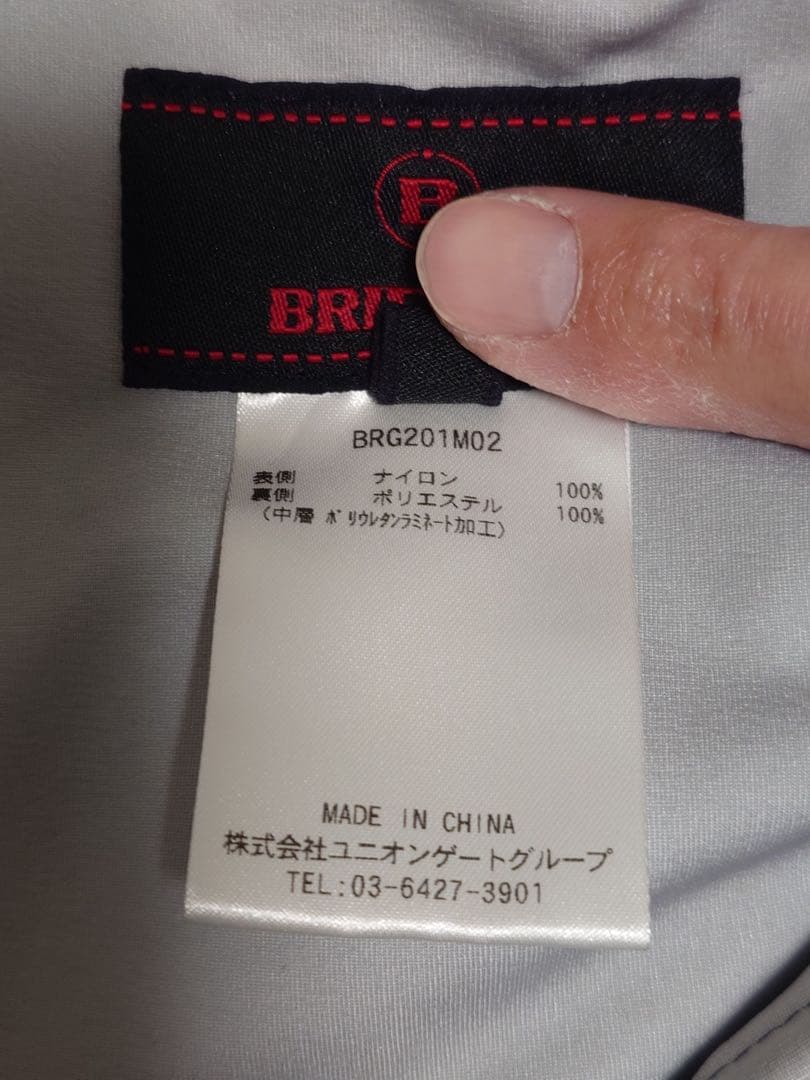 B
BRG201M02
表側 ナイロン 100%
裏側 ポリエステル 100%
(中層 ポリウレタンラミネート加工)
MADE IN CHINA
株式会社ユニオンゲートグループ
TEL:03-6427-3901